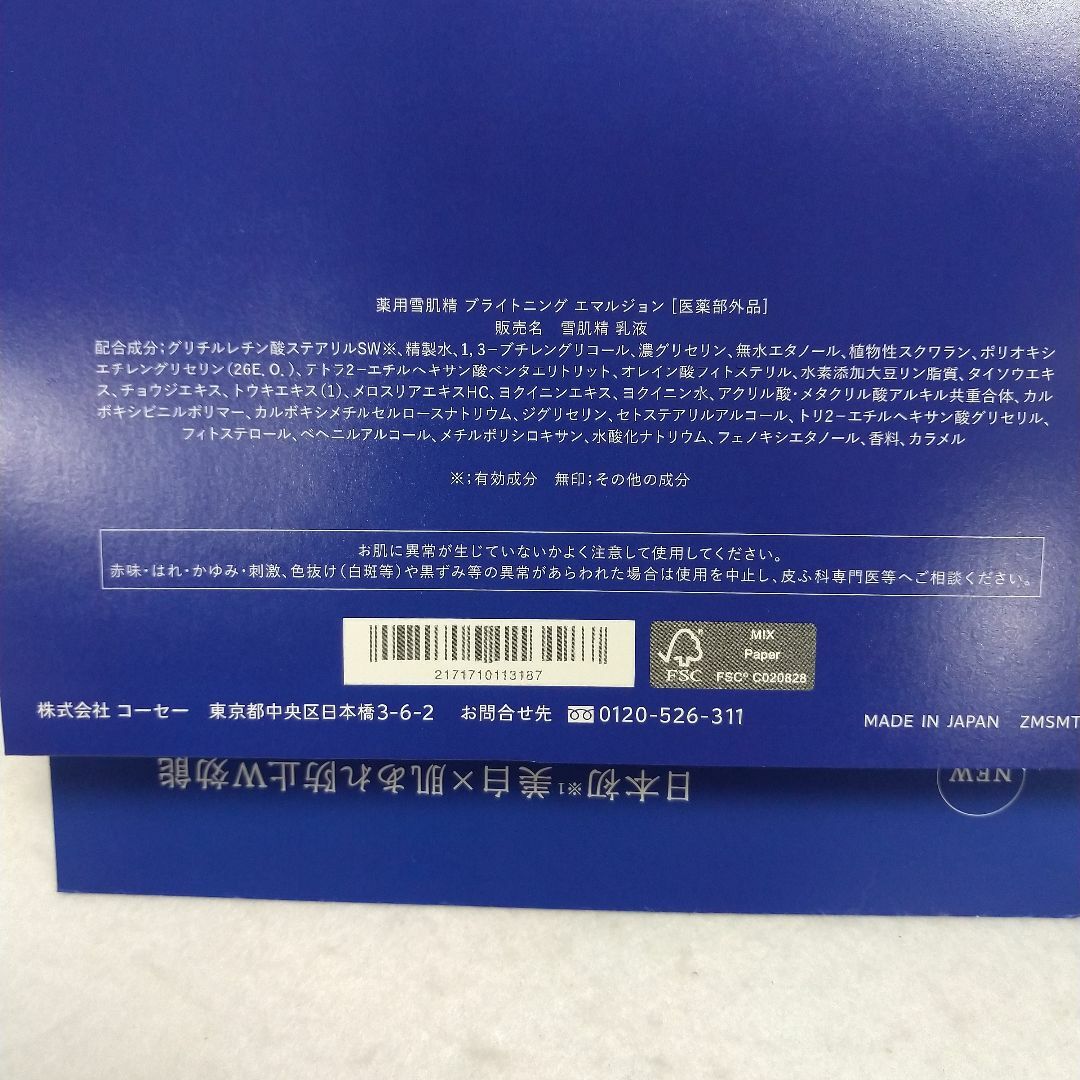 薬用雪肌精 ブライトニング エマルジョン [医薬部外品]
販売名　雪肌精 乳液
配合成分;グリチルレチン酸ステアリルSW※、精製水、1,3-ブチレングリコール、濃グリセリン、無水エタノール、植物性スクワラン、ポリオキシ
エチレングリセリン(26E.O.)、テトラ2-エチルヘキサン酸ペンタエリトリット、オレイン酸フィトステリル、水素添加大豆リン脂質、タイソウエキ
ス、チョウジエキス、トウキエキス(1)、メロスリアエキスHC、ヨクイニンエキス、ヨクイニン水、アクリル酸・メタクリル酸アルキル共重合体、カル
ボキシビニルポリマー、カルボキシメチルセルロースナトリウム、ジグリセリン、セトステアリルアルコール、トリ2-エチルヘキサン酸グリセリル、
フィトステロール、ベヘニルアルコール、メチルポリシロキサン、水酸化ナトリウム、フェノキシエタノール、香料、カラメル
※;有効成分　無印;その他の成分
お肌に異常が生じていないかよく注意して使用してください。
赤味・はれ・かゆみ・刺激、色抜け(白斑等)や黒ずみ等の異常があらわれた場合は使用を中止し、皮ふ科専門医等へご相談ください。
2171710113187
MIX
Paper
FSC
FSC® C020828
株式会社 コーセー　東京都中央区日本橋3-6-2　お問合せ先 0120-526-311
MADE IN JAPAN ZMSMT
日本初※1美白×肌あれ防止W効能
NEW